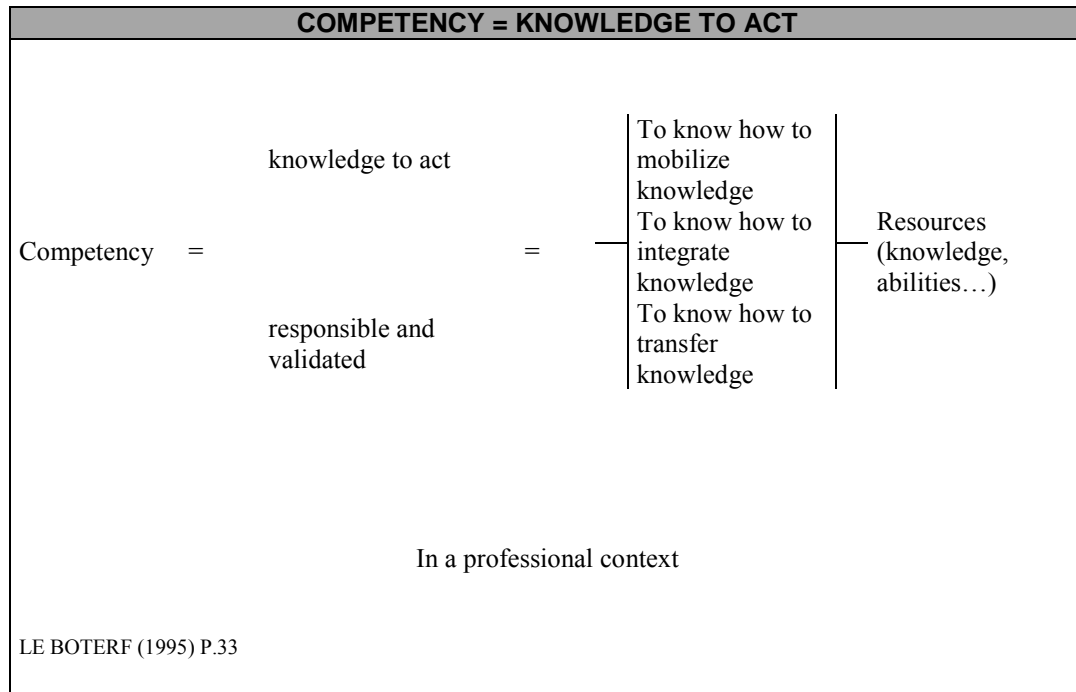 COMPETENCY = KNOWLEDGE TO ACT
To know how to
knowledge to act
mobilize
knowledge
To know how to
Resources
Competency = =
integrate
(knowledge,
knowledge
abilities…)
To know how to
responsible and
transfer
validated
knowledge
In a professional context
LE BOTERF (1995) P.33